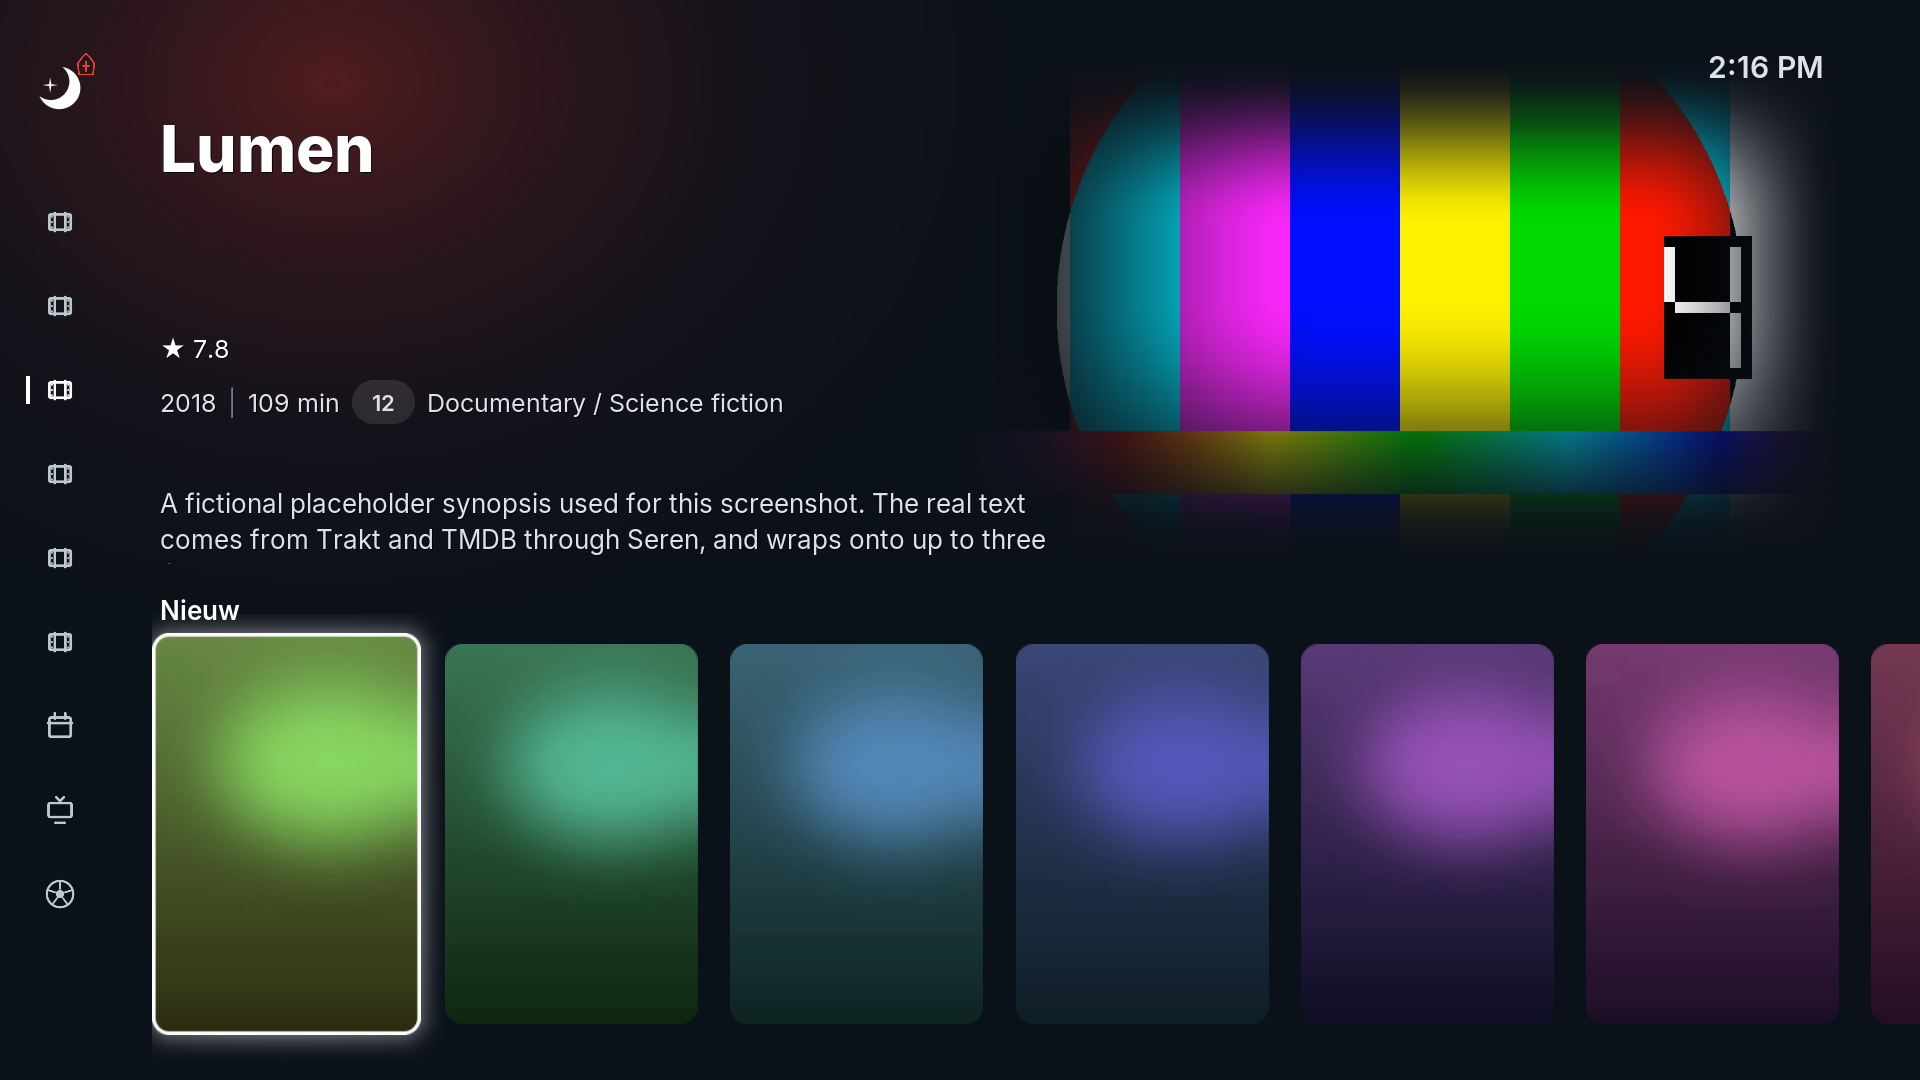 2:16 PM
Lumen
★ 7.8
2018 | 109 min 12 Documentary / Science fiction
A fictional placeholder synopsis used for this screenshot. The real text
comes from Trakt and TMDB through Seren, and wraps onto up to three
Nieuw